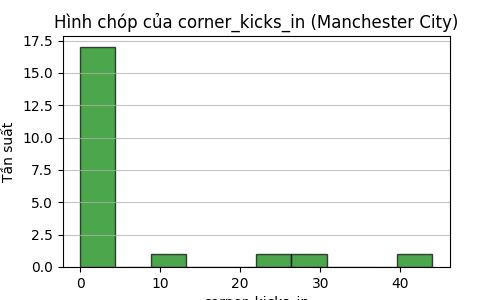 Hình chóp của corner_kicks_in (Manchester City)
17.5
15.0
12.5
10.0
7.5
5.0
2.5
0.0
Tần suất
0 10 20 30 40
corner_kicks_in